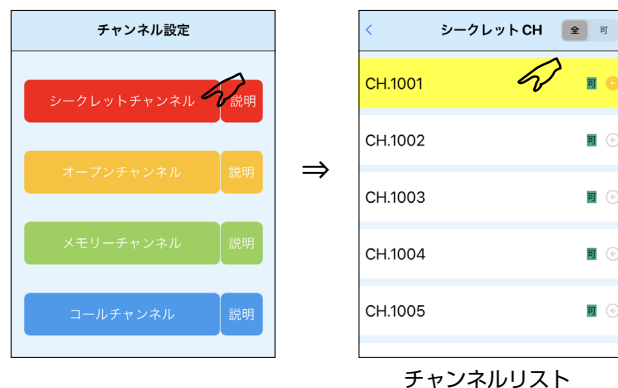 チャンネル設定
シークレットチャンネル 説明
オープンチャンネル 説明
メモリーチャンネル 説明
コールチャンネル 説明
⇒
< シークレット CH 全 可
CH.1001 可
CH.1002 可
CH.1003 可
CH.1004 可
CH.1005 可
チャンネルリスト